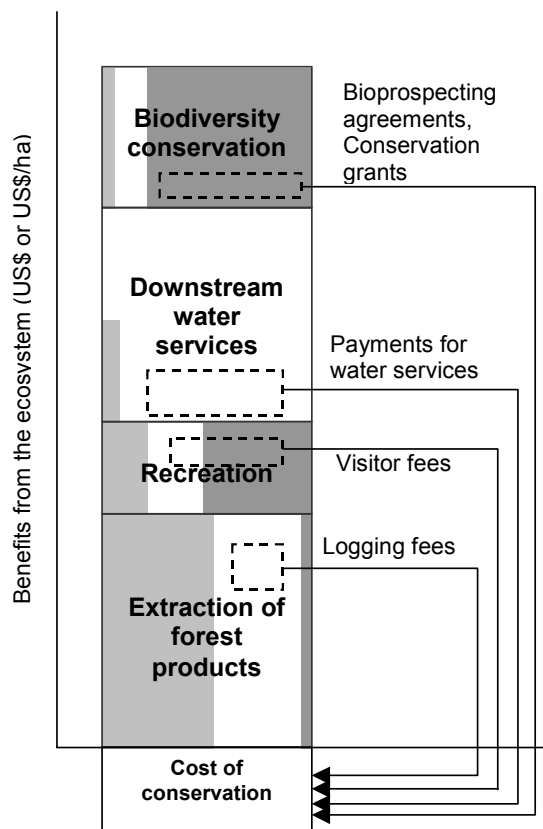 Benefits from the ecosystem (US$ or US$/ha)
Biodiversity
conservation
Bioprospecting
agreements,
Conservation
grants
Downstream
water
services
Payments for
water services
Recreation
Visitor fees
Logging fees
Extraction of
forest
products
Cost of
conservation